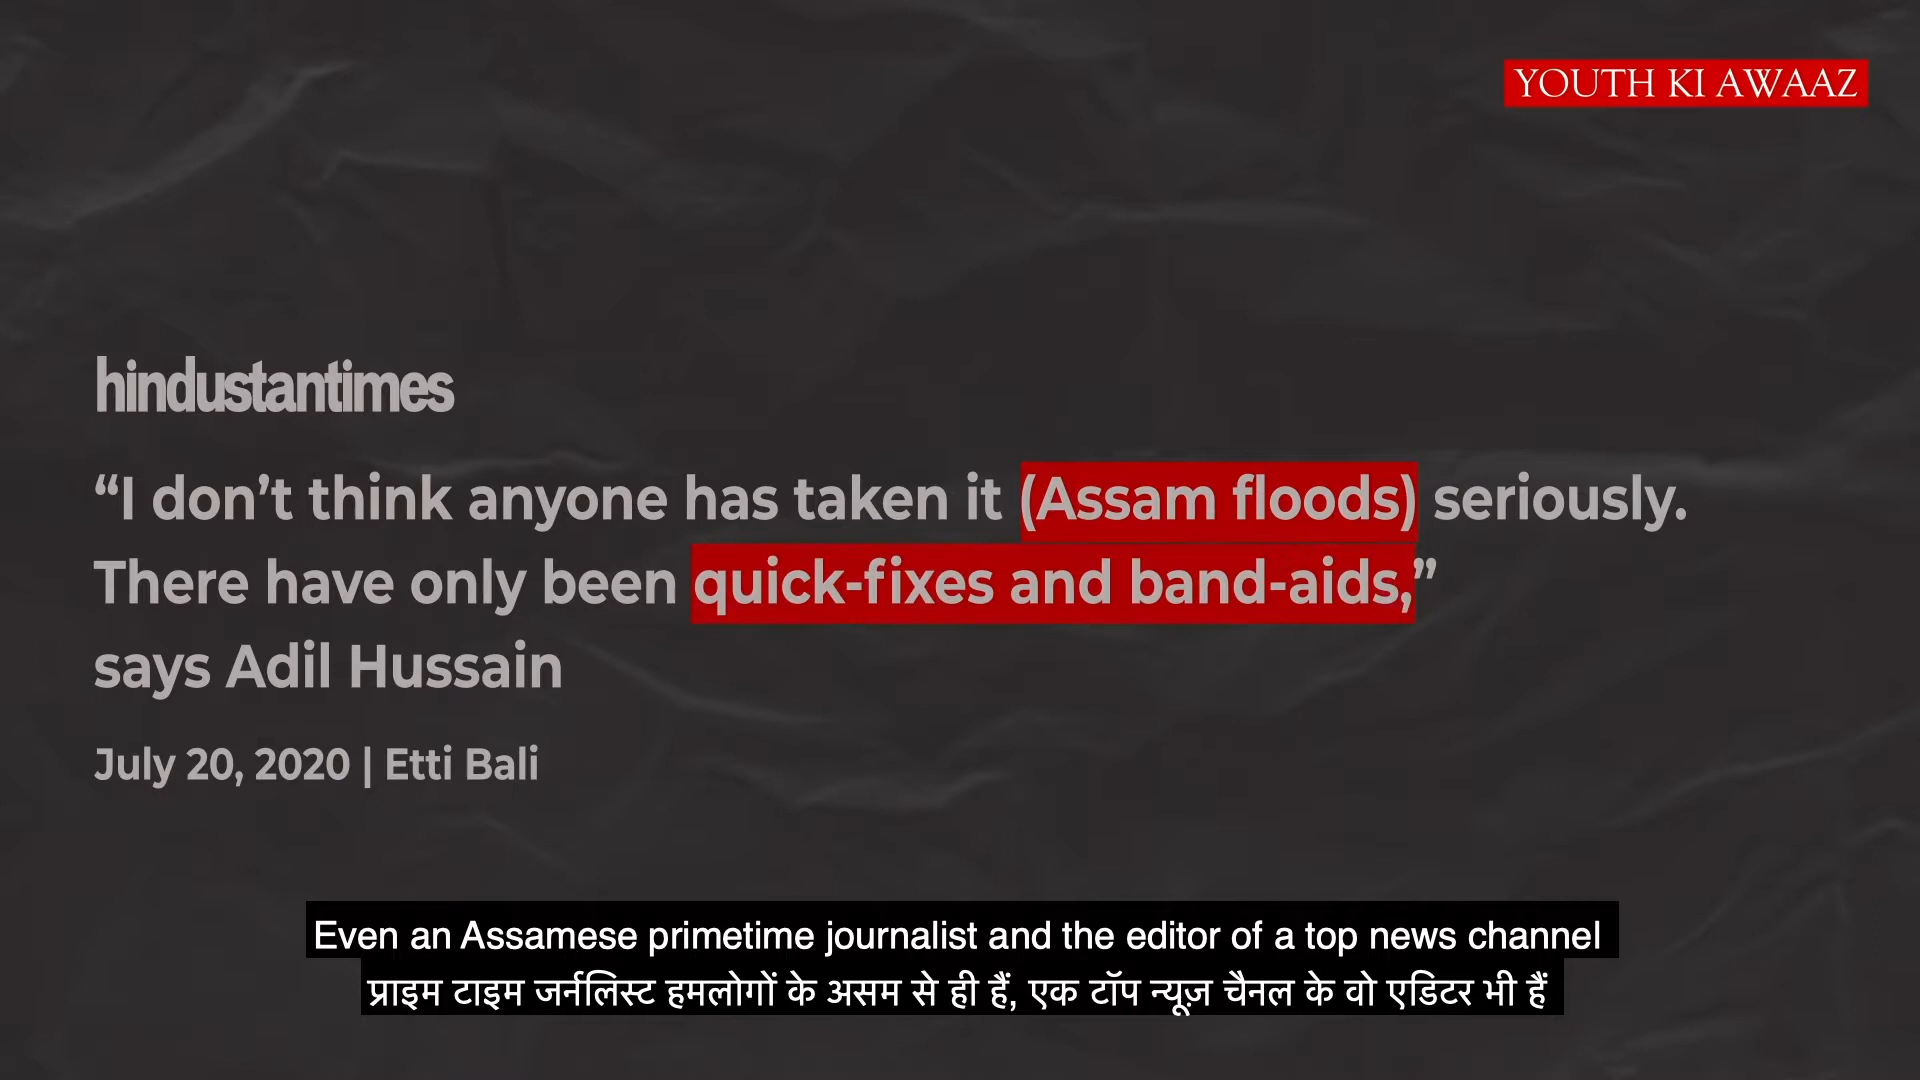 YOUTH KI AWAAZ
hindustantimes
“I don’t think anyone has taken it (Assam floods) seriously.
There have only been quick-fixes and band-aids,”
says Adil Hussain
July 20, 2020 | Etti Bali
Even an Assamese primetime journalist and the editor of a top news channel
प्राइम टाइम जर्नलिस्ट हमलोगों के असम से ही हैं, एक टॉप न्यूज़ चैनल के वो एडिटर भी हैं